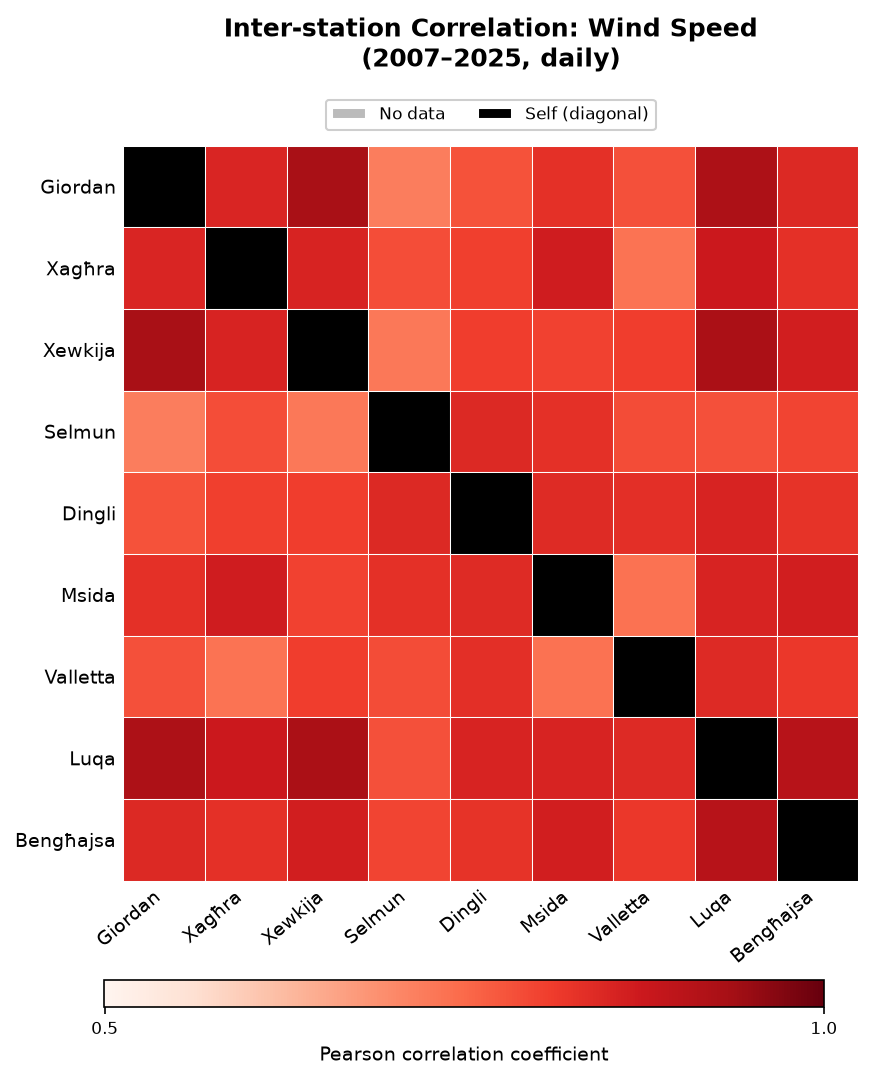 Inter-station Correlation: Wind Speed
(2007–2025, daily)
No data
Self (diagonal)
Giordan
Xagħra
Xewkija
Selmun
Dingli
Msida
Valletta
Luqa
Bengħajsa
Giordan
Xagħra
Xewkija
Selmun
Dingli
Msida
Valletta
Luqa
Bengħajsa
0.5
1.0
Pearson correlation coefficient